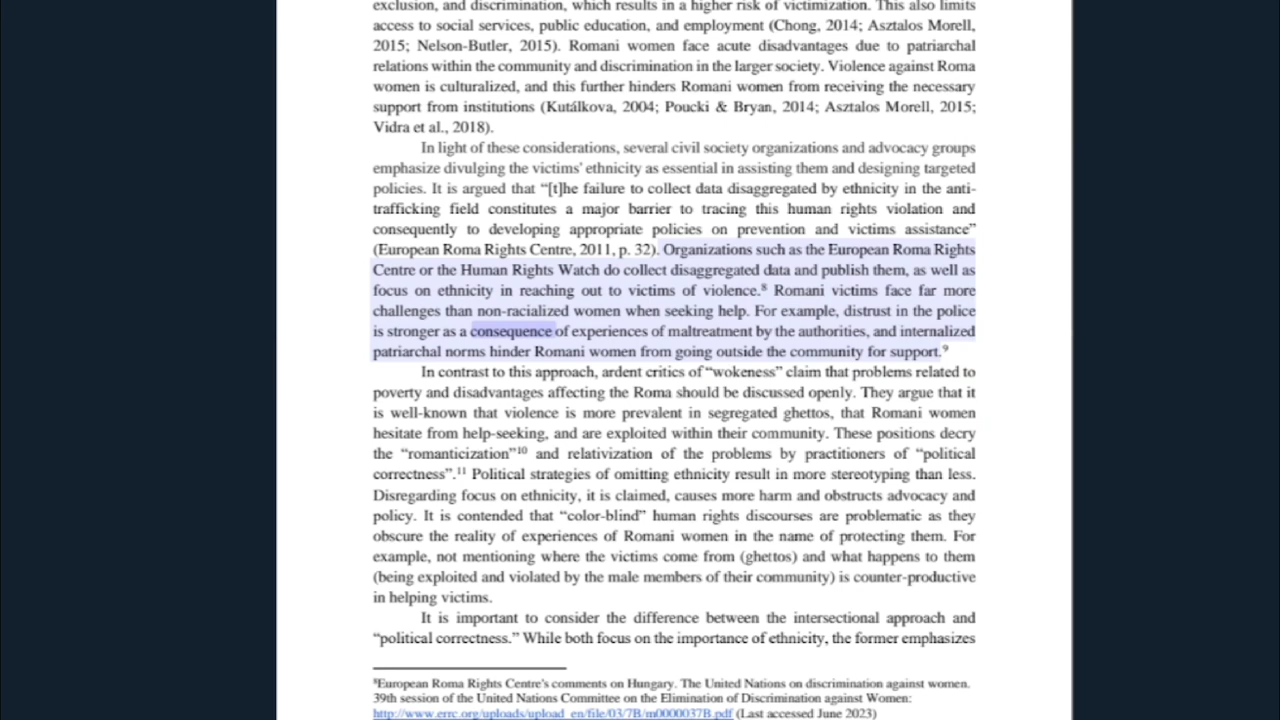 exclusion, and discrimination, which results in a higher risk of victimization. This also limits
access to social services, public education, and employment (Chong, 2014; Asztalos Morell,
2015; Nelson-Butler, 2015). Romani women face acute disadvantages due to patriarchal
relations within the community and discrimination in the larger society. Violence against Roma
women is culturalized, and this further hinders Romani women from receiving the necessary
support from institutions (Kutálkova, 2004; Poucki & Bryan, 2014; Asztalos Morell, 2015;
Vidra et al., 2018).
In light of these considerations, several civil society organizations and advocacy groups
emphasize divulging the victims' ethnicity as essential in assisting them and designing targeted
policies. It is argued that “[t]he failure to collect data disaggregated by ethnicity in the anti-
trafficking field constitutes a major barrier to tracing this human rights violation and
consequently to developing appropriate policies on prevention and victims assistance”
(European Roma Rights Centre, 2011, p. 32). Organizations such as the European Roma Rights
Centre or the Human Rights Watch do collect disaggregated data and publish them, as well as
focus on ethnicity in reaching out to victims of violence.⁸ Romani victims face far more
challenges than non-racialized women when seeking help. For example, distrust in the police
is stronger as a consequence of experiences of maltreatment by the authorities, and internalized
patriarchal norms hinder Romani women from going outside the community for support.⁹
In contrast to this approach, ardent critics of “wokeness” claim that problems related to
poverty and disadvantages affecting the Roma should be discussed openly. They argue that it
is well-known that violence is more prevalent in segregated ghettos, that Romani women
hesitate from help-seeking, and are exploited within their community. These positions decry
the “romanticization”¹⁰ and relativization of the problems by practitioners of “political
correctness”.¹¹ Political strategies of omitting ethnicity result in more stereotyping than less.
Disregarding focus on ethnicity, it is claimed, causes more harm and obstructs advocacy and
policy. It is contended that “color-blind” human rights discourses are problematic as they
obscure the reality of experiences of Romani women in the name of protecting them. For
example, not mentioning where the victims come from (ghettos) and what happens to them
(being exploited and violated by the male members of their community) is counter-productive
in helping victims.
It is important to consider the difference between the intersectional approach and
“political correctness.” While both focus on the importance of ethnicity, the former emphasizes
⁸European Roma Rights Centre's comments on Hungary. The United Nations on discrimination against women.
39th session of the United Nations Committee on the Elimination of Discrimination against Women:
http://www.errc.org/uploads/upload_en/file/03/7B/m0000037B.pdf (Last accessed June 2023)